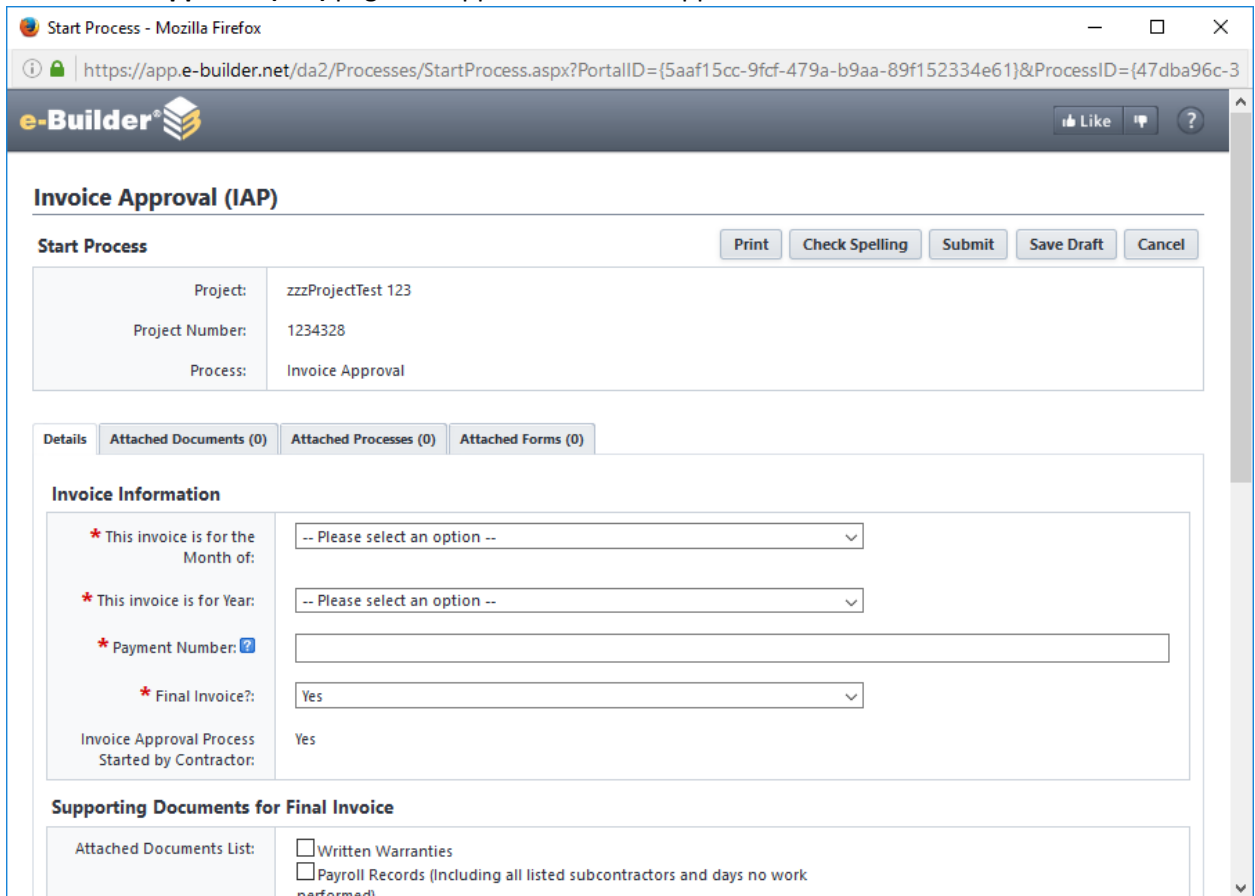 Start Process - Mozilla Firefox
https://app.e-builder.net/da2/Processes/StartProcess.aspx?PortalID={5aaf15cc-9fcf-479a-b9aa-89f152334e61}&ProcessID={47dba96c-3
e-Builder®
Like ?
Invoice Approval (IAP)
Start Process Print Check Spelling Submit Save Draft Cancel
Project: zzzProjectTest 123
Project Number: 1234328
Process: Invoice Approval
Details Attached Documents (0) Attached Processes (0) Attached Forms (0)
Invoice Information
* This invoice is for the -- Please select an option --
Month of:
* This invoice is for Year: -- Please select an option --
* Payment Number: ?
* Final Invoice?: Yes
Invoice Approval Process Yes
Started by Contractor:
Supporting Documents for Final Invoice
Attached Documents List: Written Warranties
Payroll Records (Including all listed subcontractors and days no work
performed)